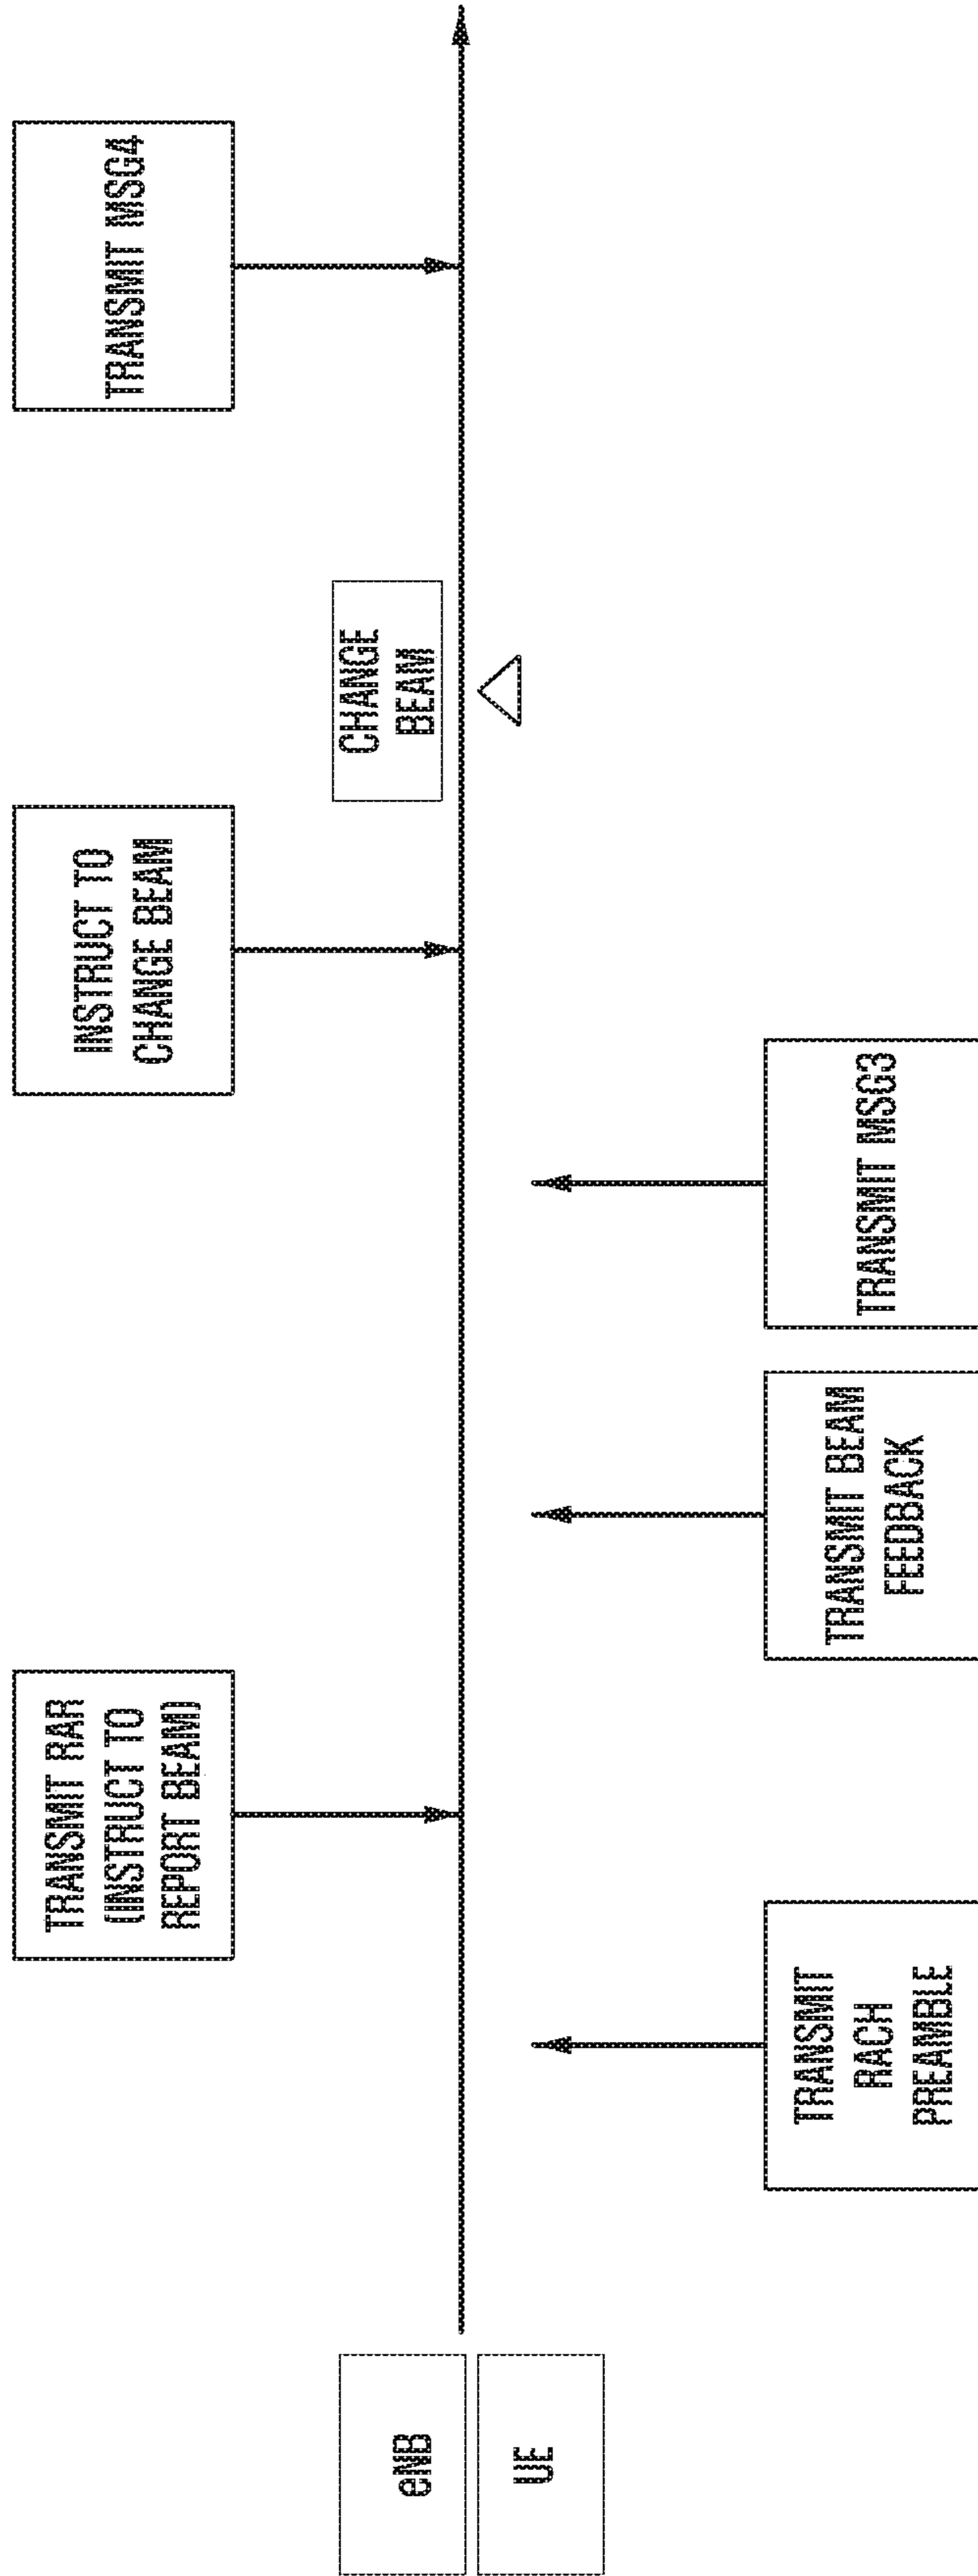 eNB
UE
TRANSMIT
RACH
PREAMBLE
TRANSMIT RAR
(INSTRUCT TO
REPORT BEAM)
TRANSMIT BEAM
FEEDBACK
TRANSMIT MSG3
INSTRUCT TO
CHANGE BEAM
CHANGE
BEAM
TRANSMIT MSG4